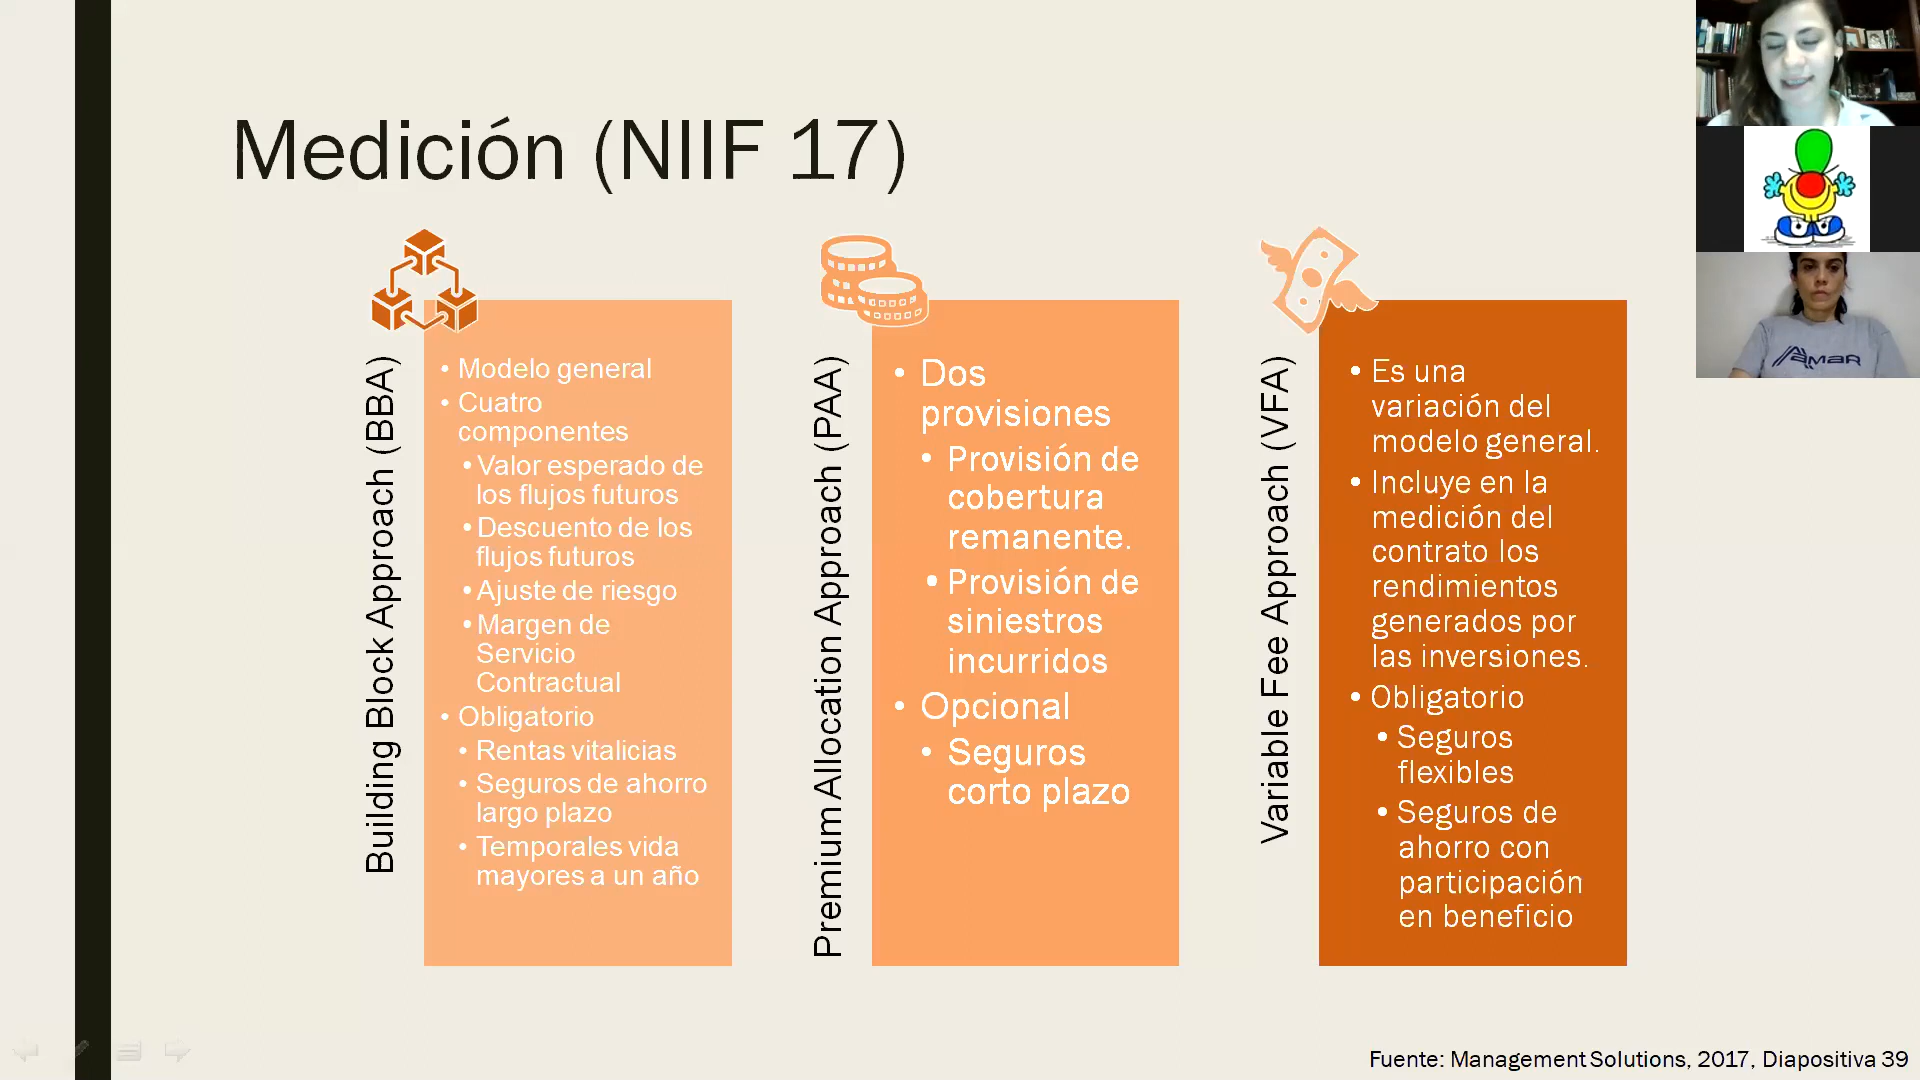 Medición (NIIF 17)
Building Block Approach (BBA)
• Modelo general
• Cuatro
componentes
• Valor esperado de
los flujos futuros
• Descuento de los
flujos futuros
• Ajuste de riesgo
• Margen de
Servicio
Contractual
• Obligatorio
• Rentas vitalicias
• Seguros de ahorro
largo plazo
• Temporales vida
mayores a un año
Premium Allocation Approach (PAA)
• Dos
provisiones
• Provisión de
cobertura
remanente.
• Provisión de
siniestros
incurridos
• Opcional
• Seguros
corto plazo
Variable Fee Approach (VFA)
• Es una
variación del
modelo general.
• Incluye en la
medición del
contrato los
rendimientos
generados por
las inversiones.
• Obligatorio
• Seguros
flexibles
• Seguros de
ahorro con
participación
en beneficio
AMAR
Fuente: Management Solutions, 2017, Diapositiva 39